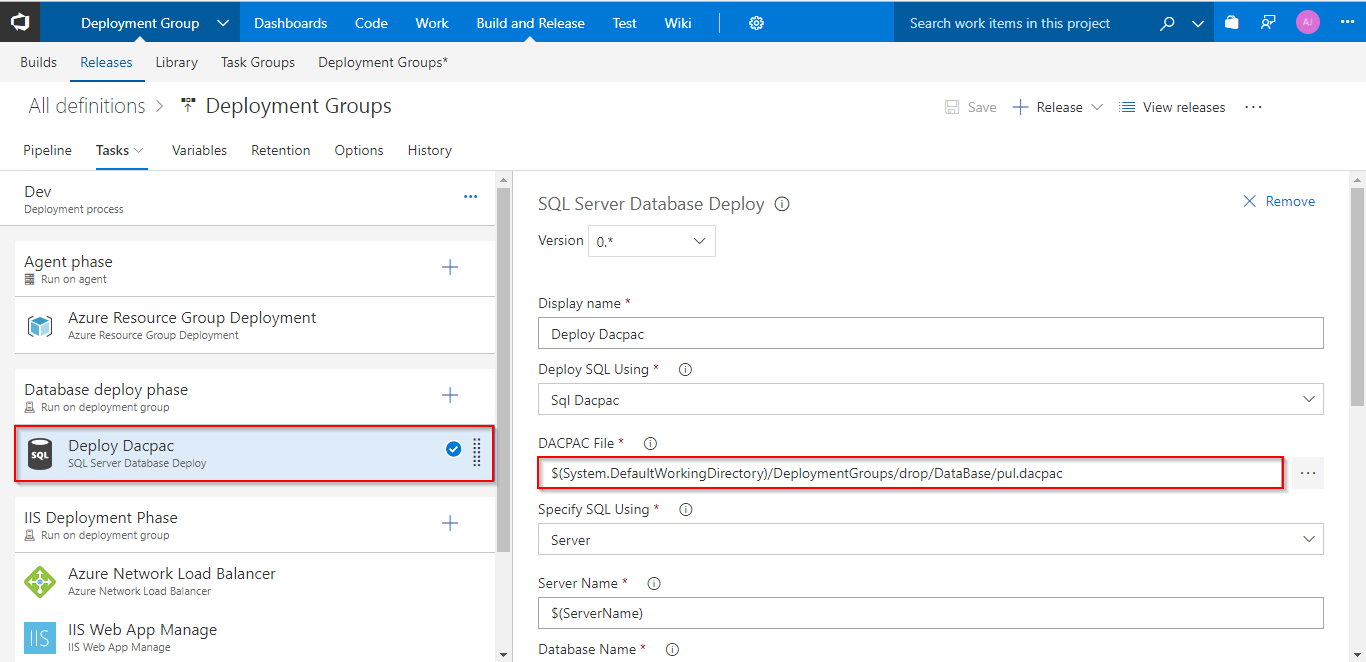 Deployment Group Dashboards Code Work Build and Release Test Wiki Search work items in this project AJ
Builds Releases Library Task Groups Deployment Groups*
All definitions > Deployment Groups Save Release View releases ...
Pipeline Tasks Variables Retention Options History
Dev
Deployment process
Agent phase
Run on agent
Azure Resource Group Deployment
Azure Resource Group Deployment
Database deploy phase
Run on deployment group
SQL
Deploy Dacpac
SQL Server Database Deploy
IIS Deployment Phase
Run on deployment group
Azure Network Load Balancer
Azure Network Load Balancer
IIS
IIS Web App Manage
IIS Web App Manage
SQL Server Database Deploy Remove
Version 0.*
Display name *
Deploy Dacpac
Deploy SQL Using *
Sql Dacpac
DACPAC File *
$(System.DefaultWorkingDirectory)/DeploymentGroups/drop/DataBase/pul.dacpac ...
Specify SQL Using *
Server
Server Name *
$(ServerName)
Database Name *